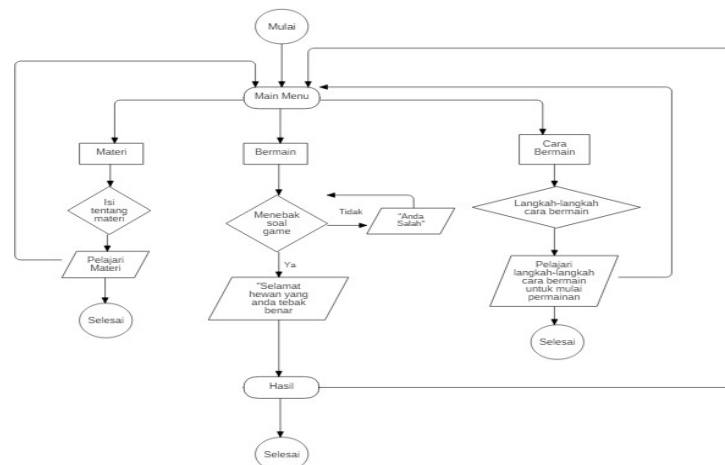 Mulai
Main Menu
Materi
Bermain
Cara
Bermain
Isi
tentang
materi
Menebak
soal
game
Tidak
"Anda
Salah"
Langkah-langkah
cara bermain
Ya
Pelajari
Materi
"Selamat
hewan yang
anda tebak
benar
Pelajari
langkah-langkah
cara bermain
untuk mulai
permainan
Selesai
Selesai
Hasil
Selesai